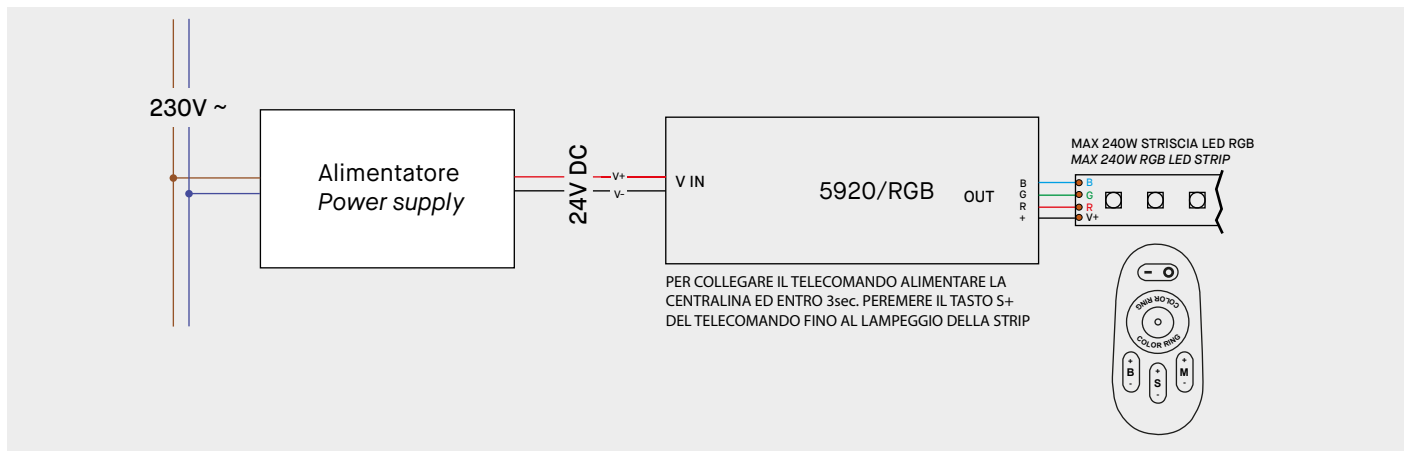 230V ~
Alimentatore
Power supply
24V DC
V+
V-
V IN
5920/RGB
OUT
B
G
R
+
MAX 240W STRISCIA LED RGB
MAX 240W RGB LED STRIP
B
G
R
V+
PER COLLEGARE IL TELECOMANDO ALIMENTARE LA
CENTRALINA ED ENTRO 3sec. PEREMERE IL TASTO S+
DEL TELECOMANDO FINO AL LAMPEGGIO DELLA STRIP
COLOR RING
COLOR RING
+
B
-
+
S
-
+
M
-